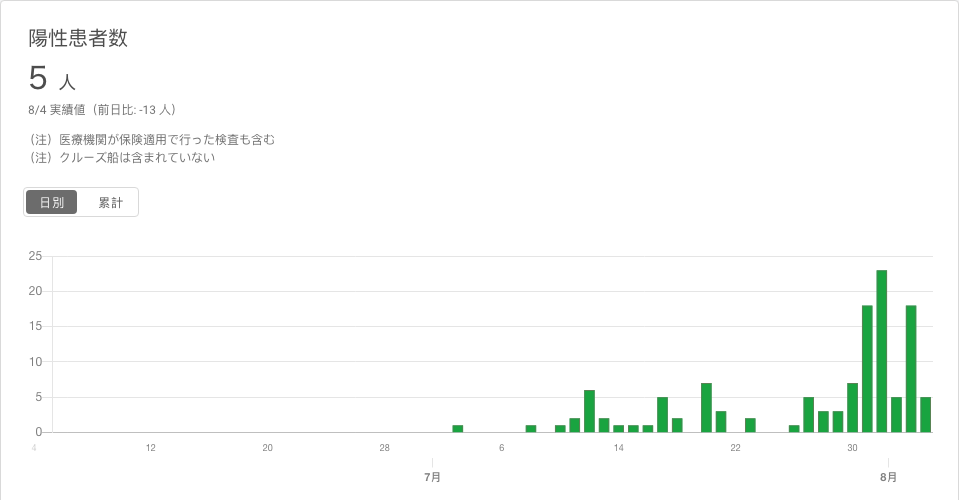 陽性患者数
5 人
8/4 実績値（前日比: -13 人）
（注）医療機関が保険適用で行った検査も含む
（注）クルーズ船は含まれていない
日別 累計
25
20
15
10
5
0
4 12 20 28 6 14 22 30
7月 8月